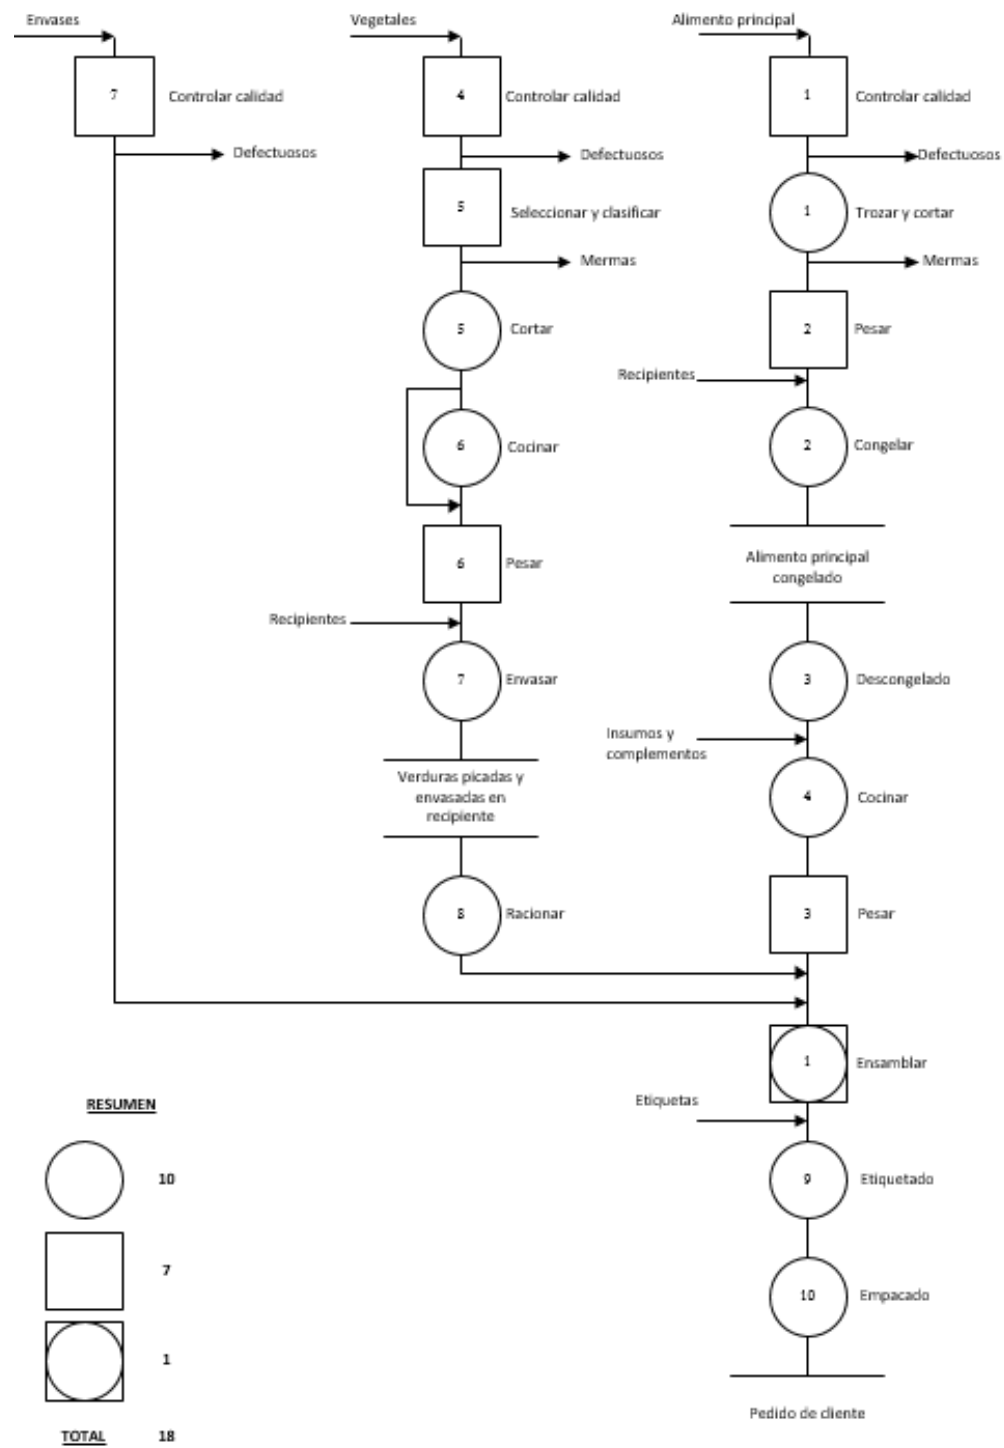 Envases
Vegetales
Alimento principal
7
Controlar calidad
4
Controlar calidad
1
Controlar calidad
Defectuosos
Defectuosos
Defectuosos
5
Seleccionar y clasificar
1
Trozar y cortar
Mermas
Mermas
5
Cortar
2
Pesar
Recipientes
6
Cocinar
2
Congelar
6
Pesar
Alimento principal
congelado
Recipientes
7
Envasar
3
Descongelado
Insumos y
complementos
Verduras picadas y
envasadas en
recipiente
4
Cocinar
8
Racionar
3
Pesar
1
Ensamblar
RESUMEN
Etiquetas
10
9
Etiquetado
7
10
Empacado
1
Pedido de cliente
TOTAL 18